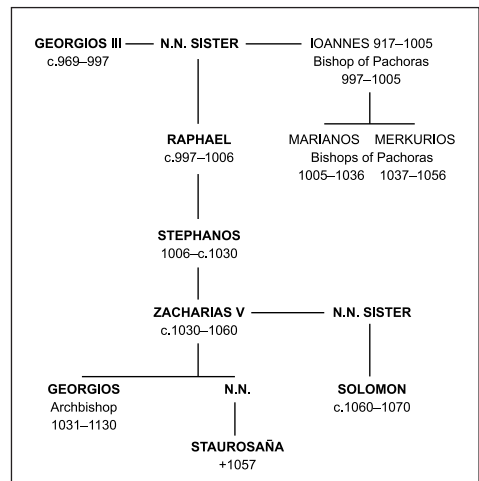 GEORGIOS III N.N. SISTER IOANNES 917–1005
c.969–997 Bishop of Pachoras
997–1005
RAPHAEL MARIANOS MERKURIOS
c.997–1006 Bishops of Pachoras
1005–1036 1037–1056
STEPHANOS
1006–c.1030
ZACHARIAS V N.N. SISTER
c.1030–1060
GEORGIOS N.N. SOLOMON
Archbishop c.1060–1070
1031–1130
STAUROSAÑA
+1057